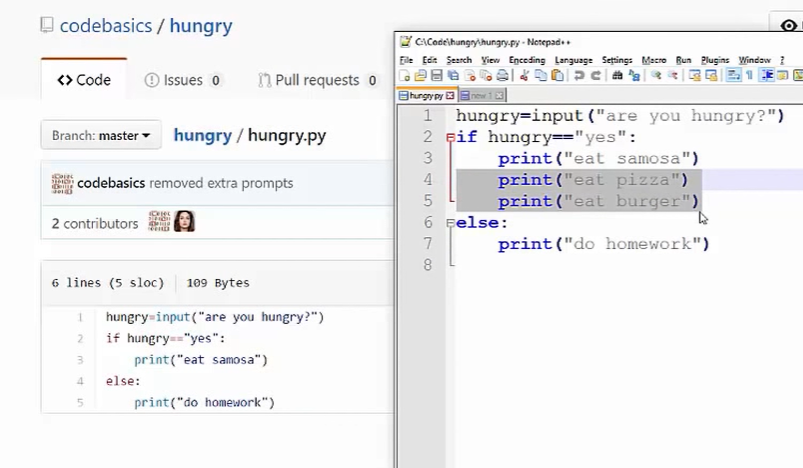 codebasics / hungry
Code
Issues 0
Pull requests 0
Branch: master
hungry / hungry.py
codebasics removed extra prompts
2 contributors
6 lines (5 sloc) 109 Bytes
1 hungry=input("are you hungry?")
2 if hungry=="yes":
3 print("eat samosa")
4 else:
5 print("do homework")
C:\Code\hungry\hungry.py - Notepad++
File Edit Search View Encoding Language Settings Macro Run Plugins Window ?
hungry.py new 1
1 hungry=input("are you hungry?")
2 if hungry=="yes":
3 print("eat samosa")
4 print("eat pizza")
5 print("eat burger")
6 else:
7 print("do homework")
8